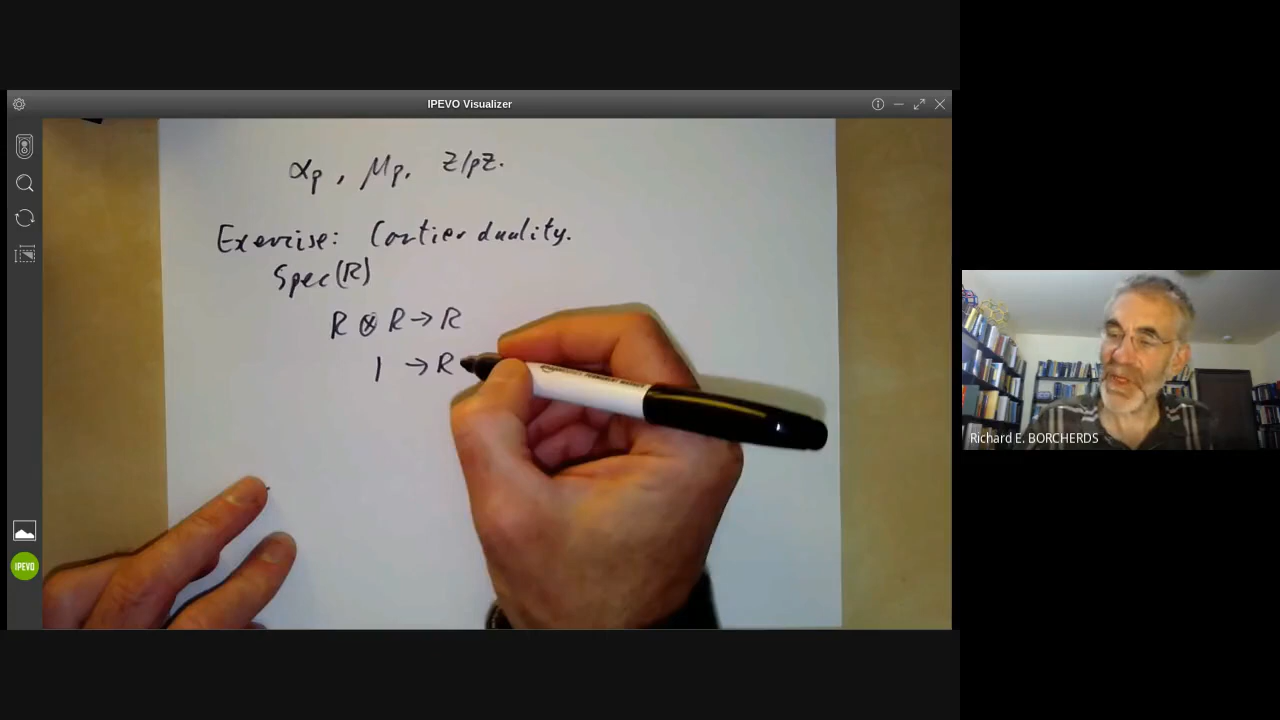 IPEVO Visualizer
αp, μp, Z/pZ.
Exercise: Cartier duality.
Spec(R)
R ⊗ R → R
1 → R
Richard E. BORCHERDS
IPEVO